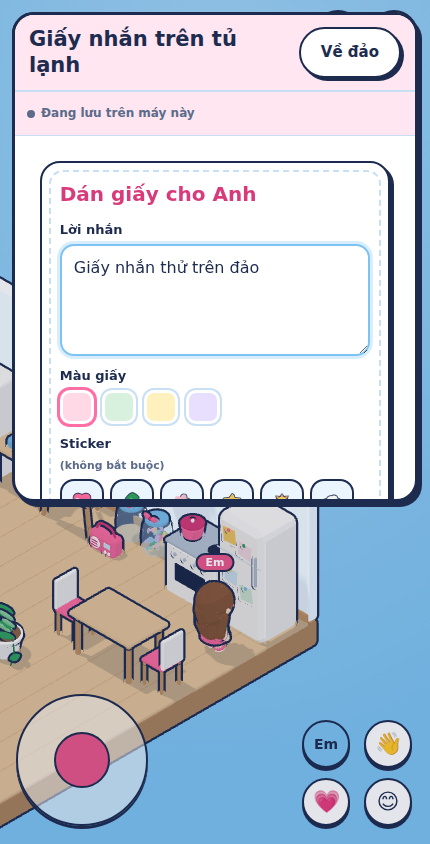 Giấy nhắn trên tủ
lạnh
Về đảo
Đang lưu trên máy này
Dán giấy cho Anh
Lời nhắn
Giấy nhắn thử trên đảo
Màu giấy
Sticker
(không bắt buộc)
Em
Em